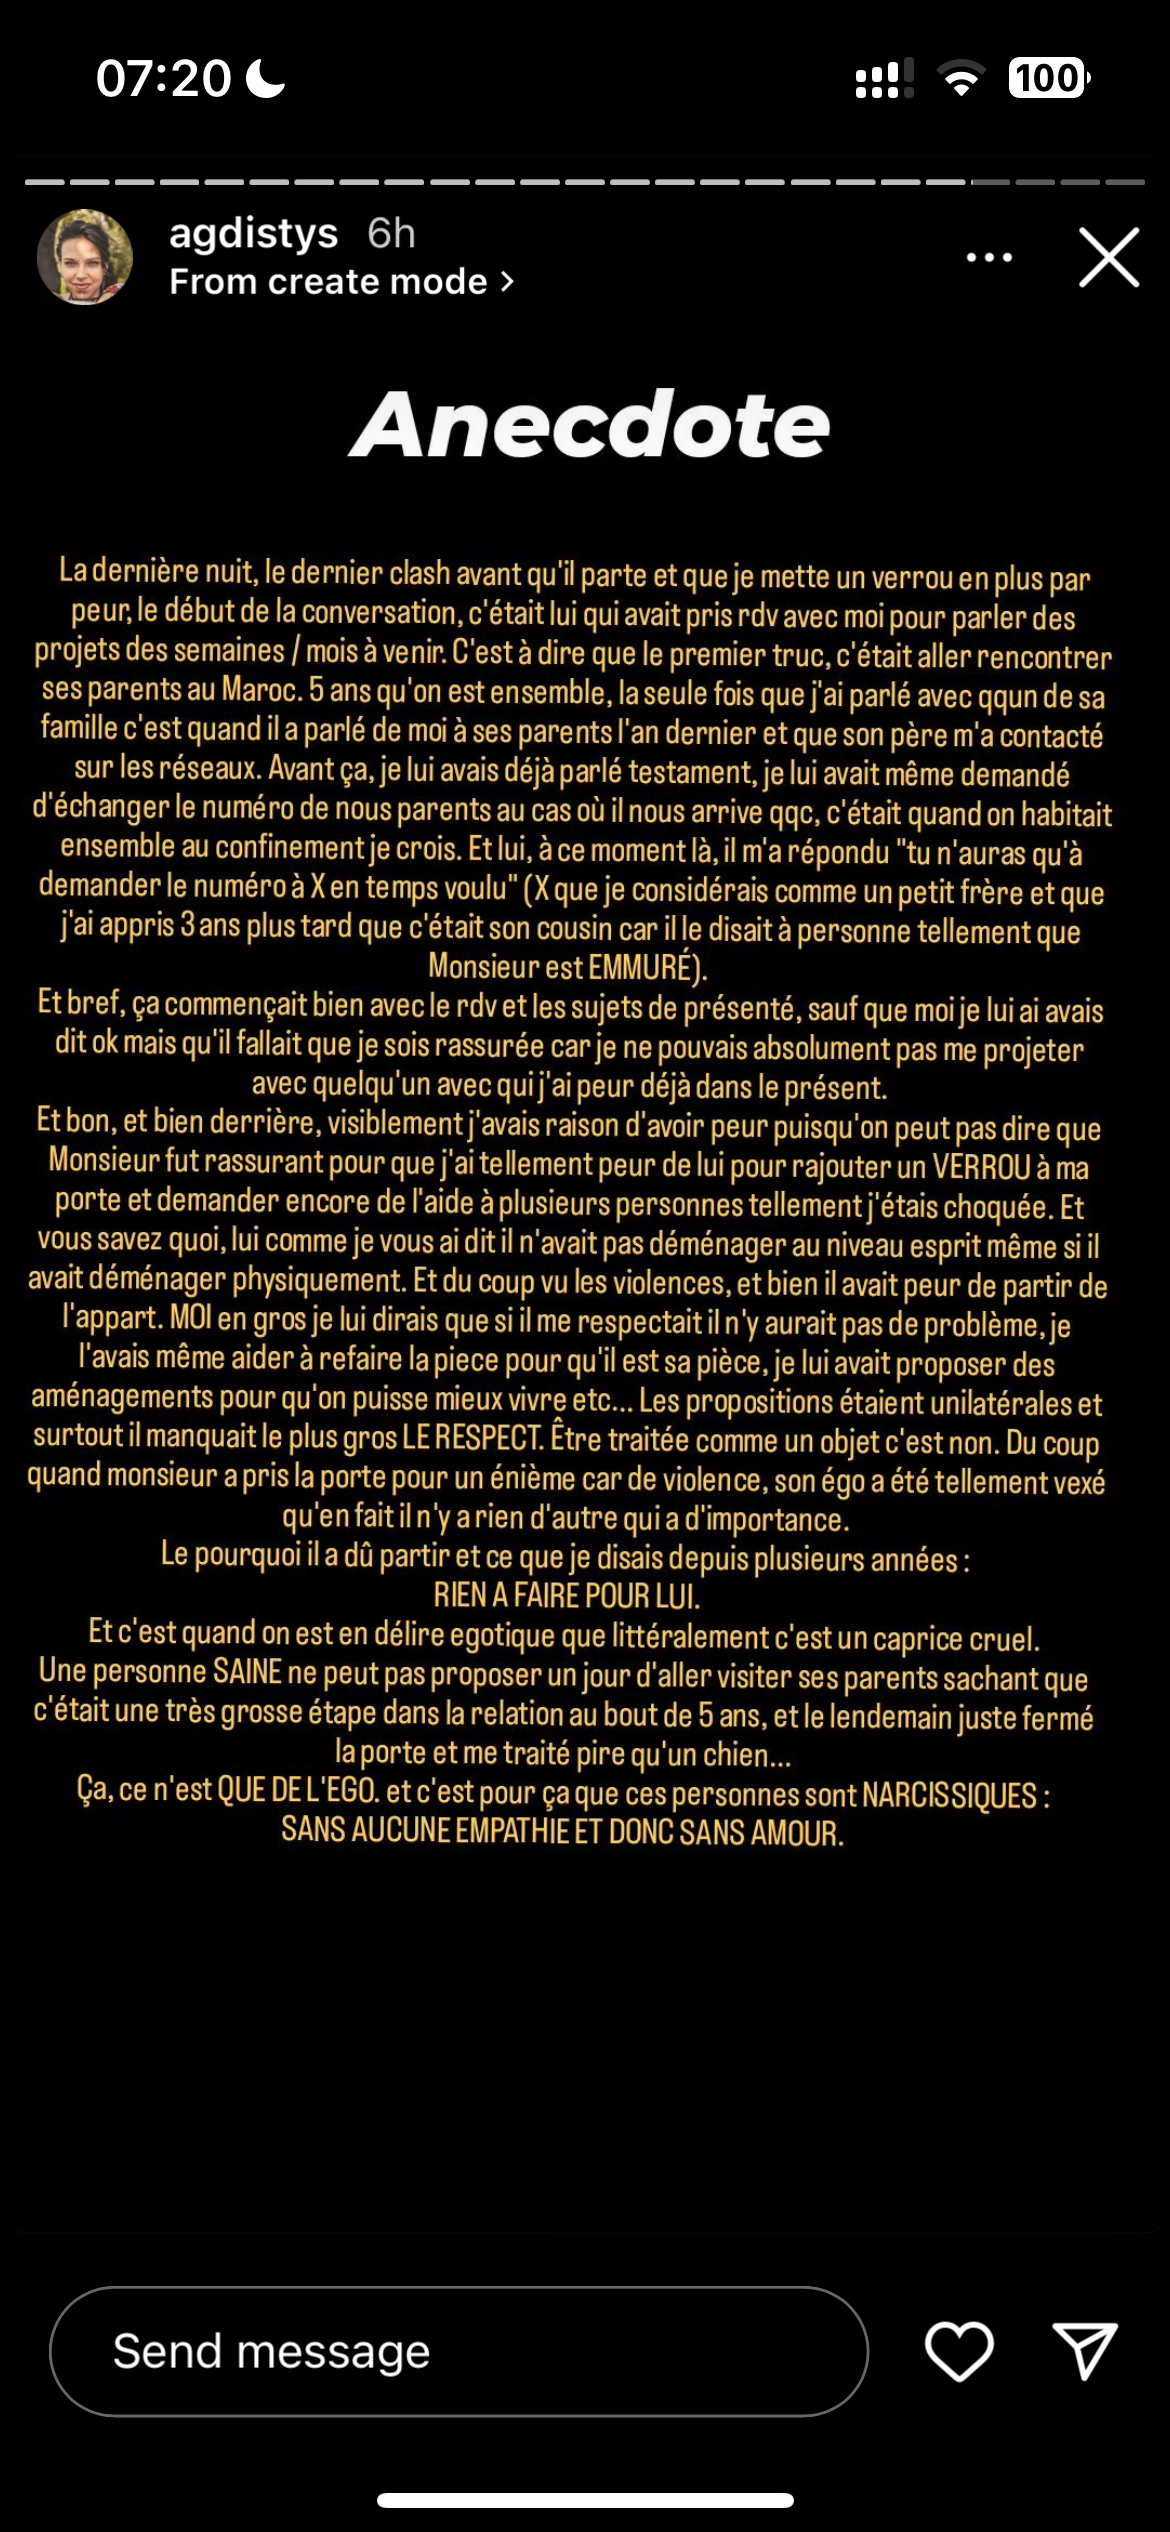 07:20
100
agdistys 6h
From create mode >
Anecdote
La dernière nuit, le dernier clash avant qu'il parte et que je mette un verrou en plus par
peur, le début de la conversation, c'était lui qui avait pris rdv avec moi pour parler des
projets des semaines / mois à venir. C'est à dire que le premier truc, c'était aller rencontrer
ses parents au Maroc. 5 ans qu'on est ensemble, la seule fois que j'ai parlé avec qqun de sa
famille c'est quand il a parlé de moi à ses parents l'an dernier et que son père m'a contacté
sur les réseaux. Avant ça, je lui avais déjà parlé testament, je lui avait même demandé
d'échanger le numéro de nous parents au cas où il nous arrive qqc, c'était quand on habitait
ensemble au confinement je crois. Et lui, à ce moment là, il m'a répondu "tu n'auras qu'à
demander le numéro à X en temps voulu" (X que je considérais comme un petit frère et que
j'ai appris 3 ans plus tard que c'était son cousin car il le disait à personne tellement que
Monsieur est EMMURÉ).
Et bref, ça commençait bien avec le rdv et les sujets de présenté, sauf que moi je lui ai avais
dit ok mais qu'il fallait que je sois rassurée car je ne pouvais absolument pas me projeter
avec quelqu'un avec qui j'ai peur déjà dans le présent.
Et bon, et bien derrière, visiblement j'avais raison d'avoir peur puisqu'on peut pas dire que
Monsieur fut rassurant pour que j'ai tellement peur de lui pour rajouter un VERROU à ma
porte et demander encore de l'aide à plusieurs personnes tellement j'étais choquée. Et
vous savez quoi, lui comme je vous ai dit il n'avait pas déménager au niveau esprit même si il
avait déménager physiquement. Et du coup vu les violences, et bien il avait peur de partir de
l'appart. MOI en gros je lui dirais que si il me respectait il n'y aurait pas de problème, je
l'avais même aider à refaire la piece pour qu'il est sa pièce, je lui avait proposer des
aménagements pour qu'on puisse mieux vivre etc... Les propositions étaient unilatérales et
surtout il manquait le plus gros LE RESPECT. Être traitée comme un objet c'est non. Du coup
quand monsieur a pris la porte pour un énième car de violence, son égo a été tellement vexé
qu'en fait il n'y a rien d'autre qui a d'importance.
Le pourquoi il a dû partir et ce que je disais depuis plusieurs années :
RIEN A FAIRE POUR LUI.
Et c'est quand on est en délire egotique que littéralement c'est un caprice cruel.
Une personne SAINE ne peut pas proposer un jour d'aller visiter ses parents sachant que
c'était une très grosse étape dans la relation au bout de 5 ans, et le lendemain juste fermé
la porte et me traité pire qu'un chien...
Ça, ce n'est QUE DE L'EGO. et c'est pour ça que ces personnes sont NARCISSIQUES :
SANS AUCUNE EMPATHIE ET DONC SANS AMOUR.
Send message